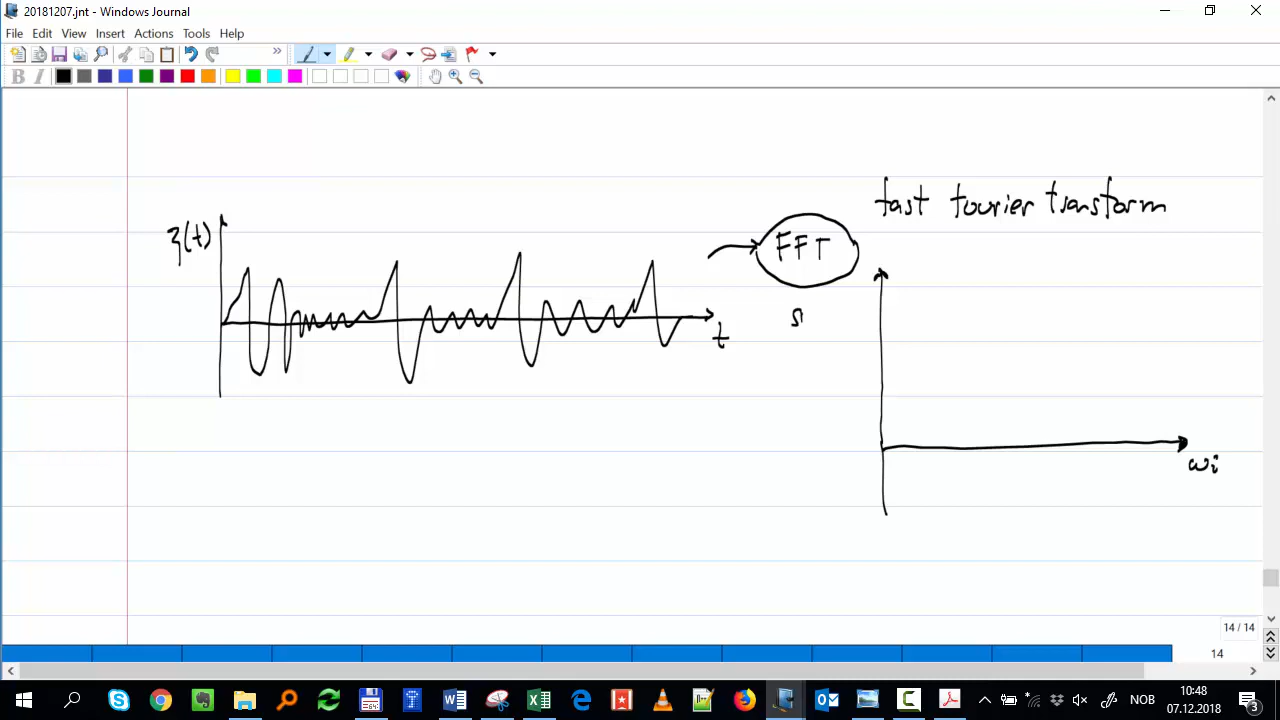 20181207.jnt - Windows Journal
File Edit View Insert Actions Tools Help
B I
fast fourier transform
ζ(t)
FFT
s
t
ωi
14 / 14
14
NOB
10:48
07.12.2018
3